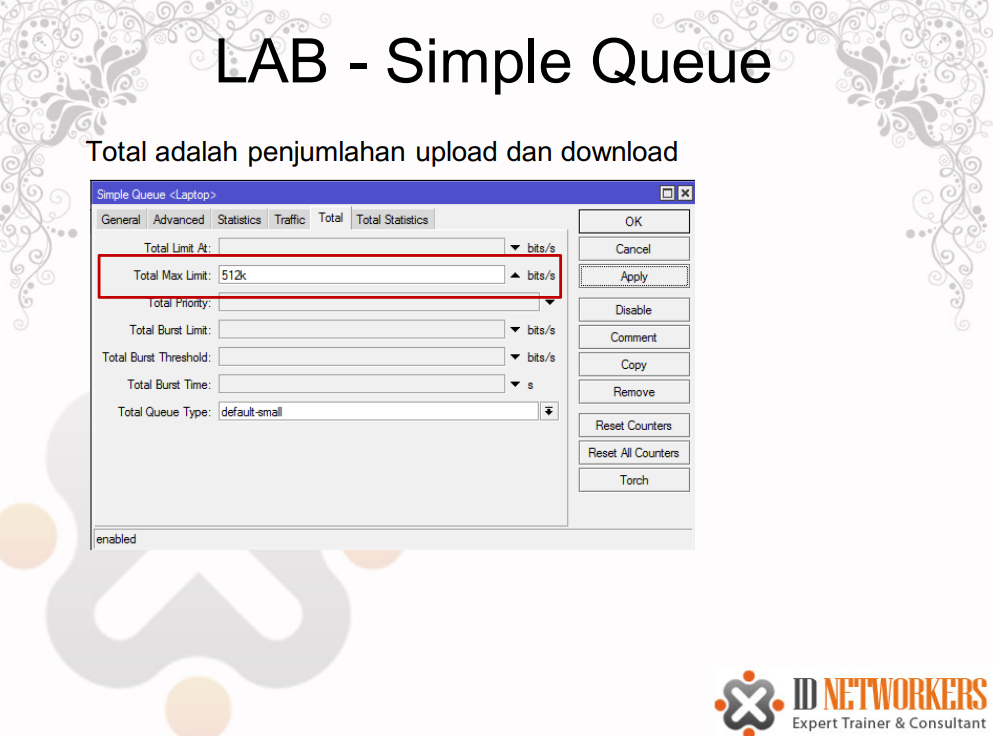 LAB - Simple Queue
Total adalah penjumlahan upload dan download
Simple Queue <Laptop>
General Advanced Statistics Traffic Total Total Statistics
Total Limit At: bits/s
Total Max Limit: 512k bits/s
Total Priority:
Total Burst Limit: bits/s
Total Burst Threshold: bits/s
Total Burst Time: s
Total Queue Type: default-small
OK
Cancel
Apply
Disable
Comment
Copy
Remove
Reset Counters
Reset All Counters
Torch
enabled
ID NETWORKERS
Expert Trainer & Consultant